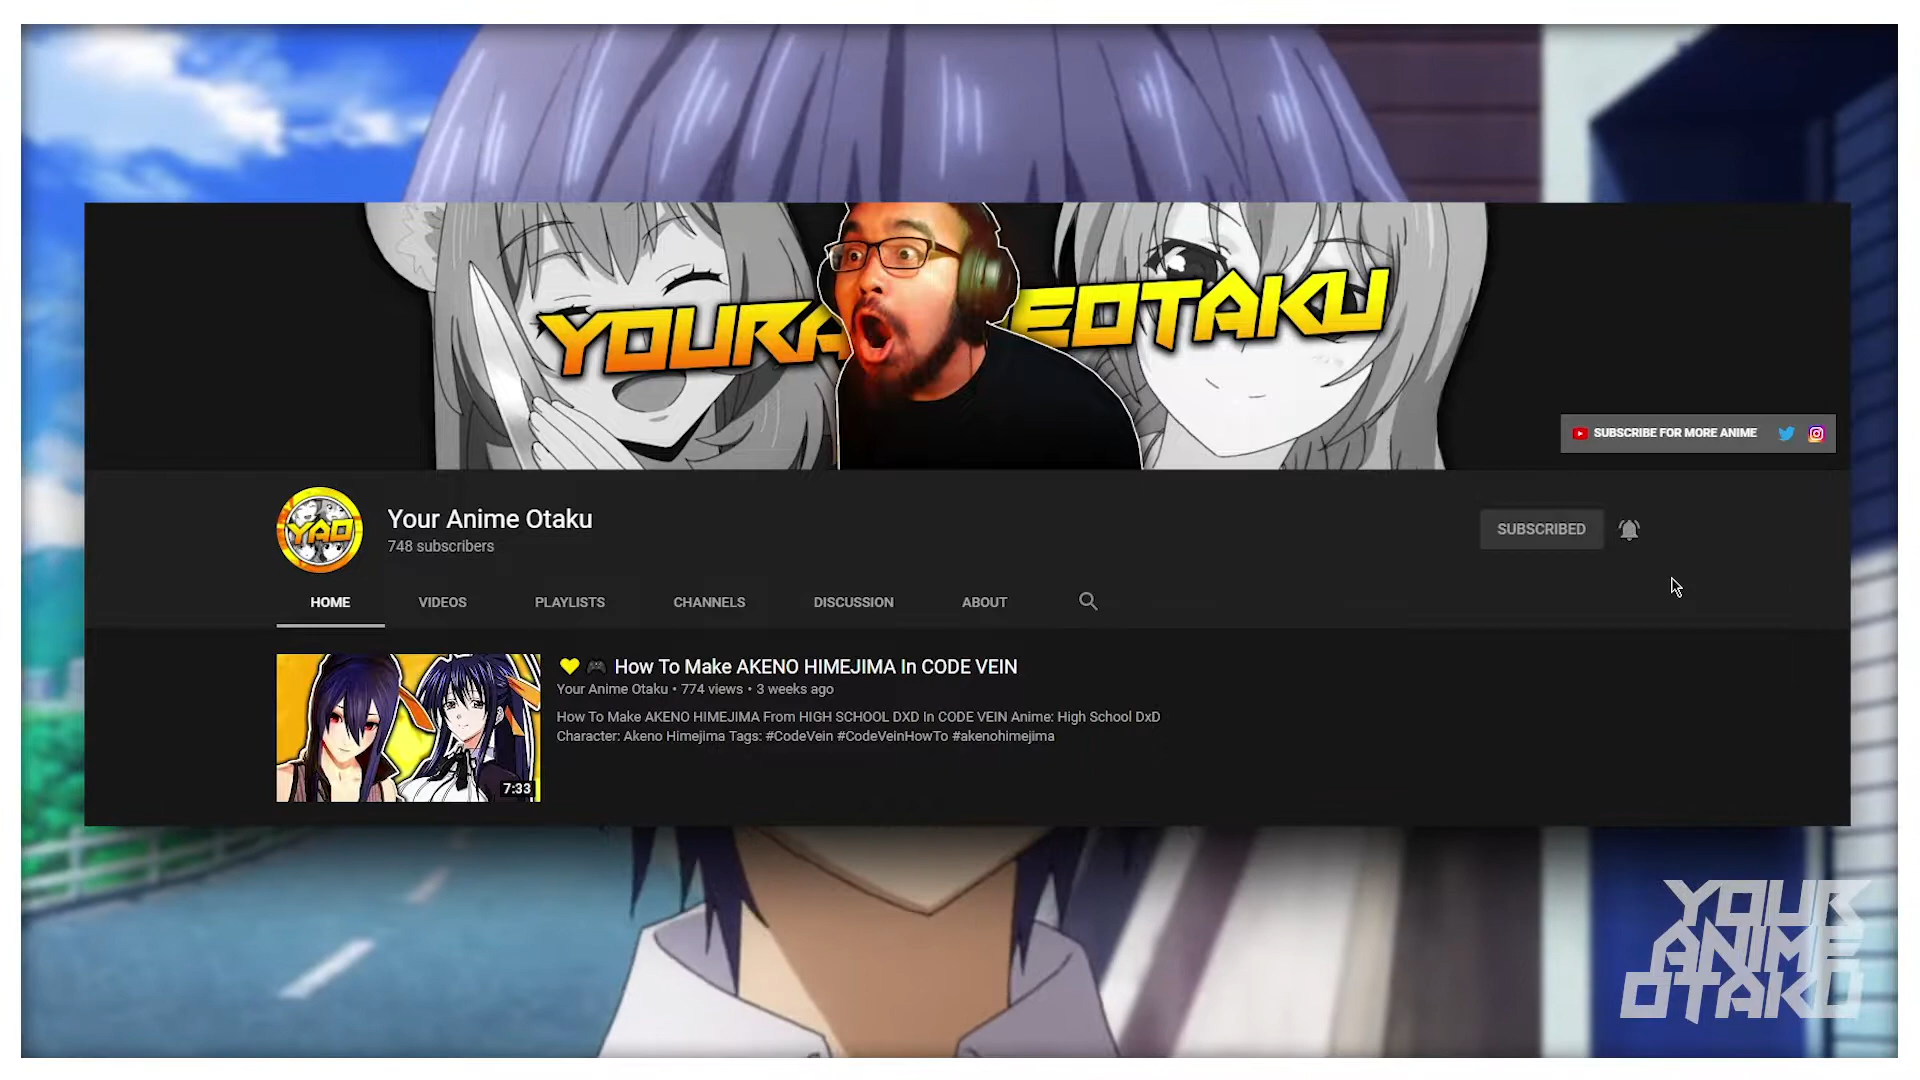 YOURA EOTAKU
SUBSCRIBE FOR MORE ANIME
YAO
Your Anime Otaku
748 subscribers
SUBSCRIBED
HOME VIDEOS PLAYLISTS CHANNELS DISCUSSION ABOUT
How To Make AKENO HIMEJIMA In CODE VEIN
Your Anime Otaku • 774 views • 3 weeks ago
How To Make AKENO HIMEJIMA From HIGH SCHOOL DXD In CODE VEIN Anime: High School DxD
Character: Akeno Himejima Tags: #CodeVein #CodeVeinHowTo #akenohimejima
7:33
YOUR
ANIME
OTAKU